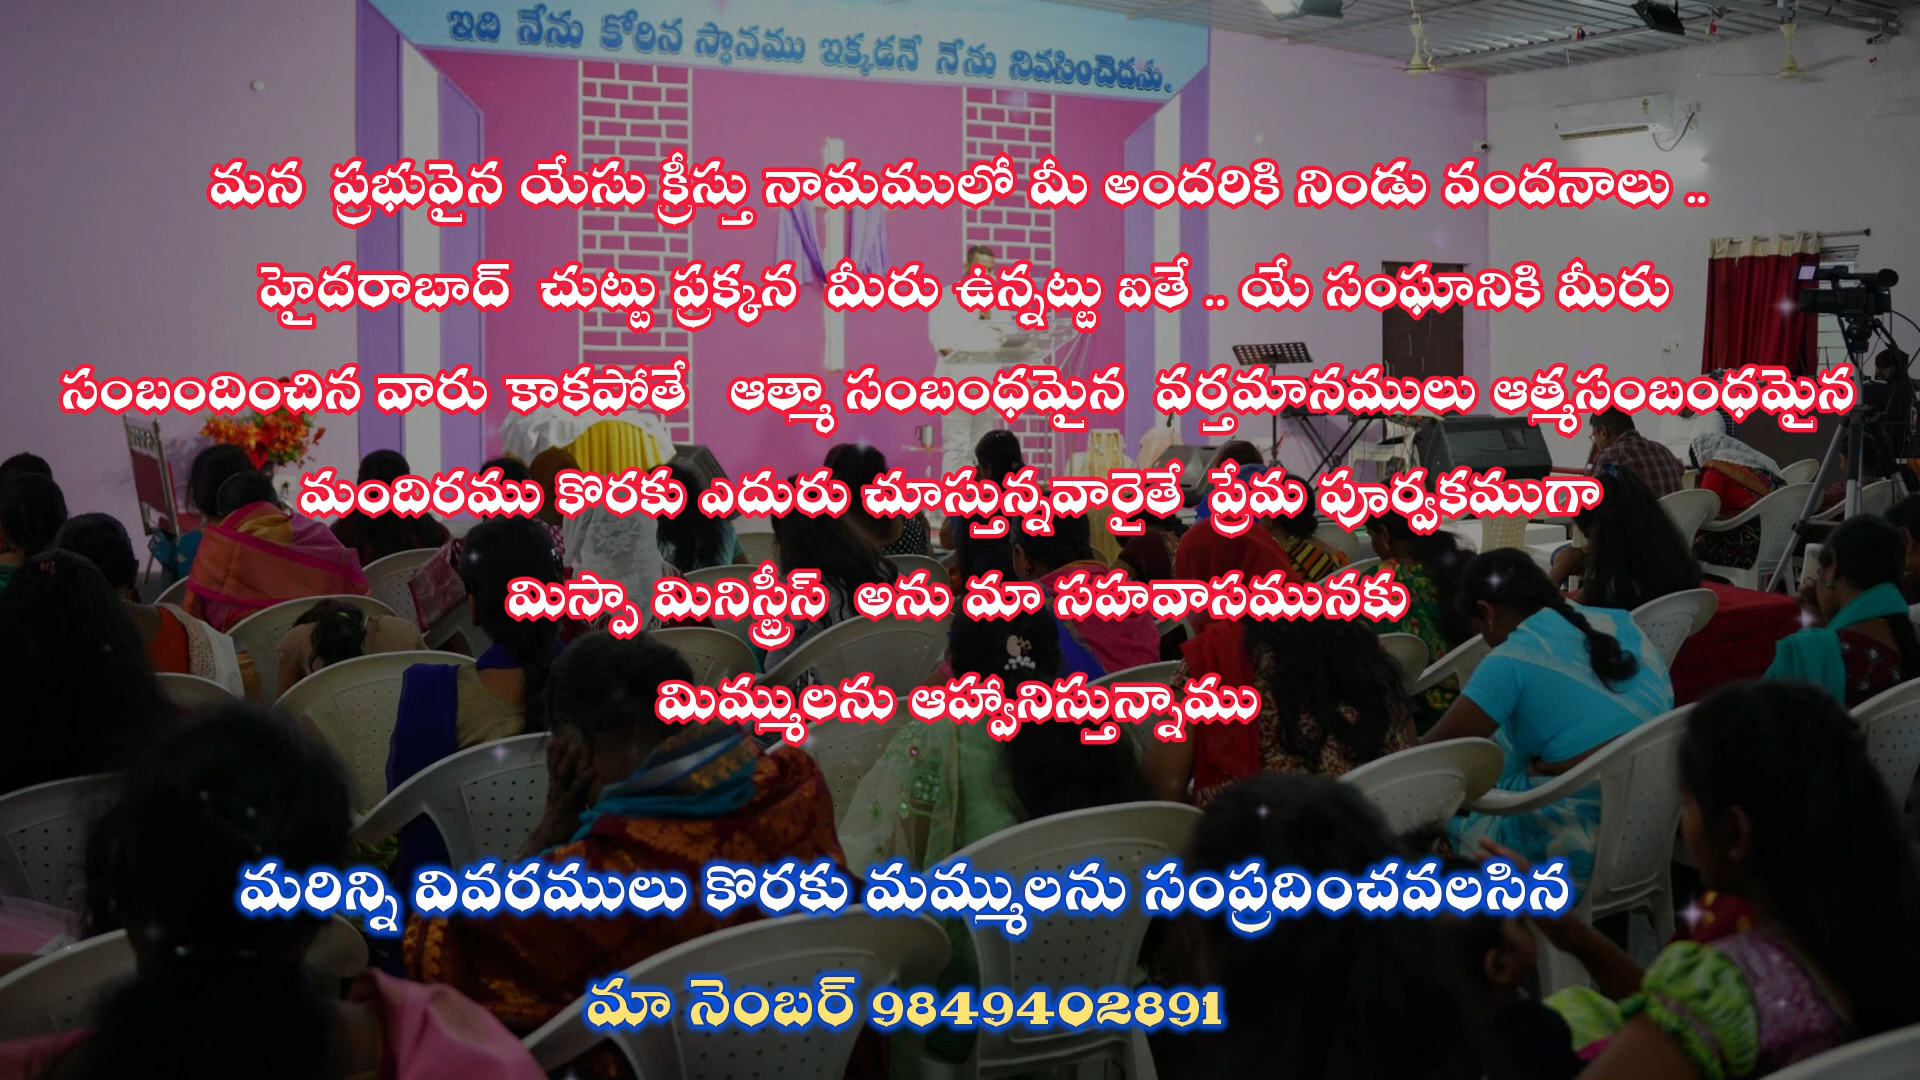 ఇది నేను కోరిన స్థానము ఇక్కడనే నేను నివసించెదను.
మన ప్రభువైన యేసు క్రీస్తు నామములో మీ అందరికి నిండు వందనాలు ..
హైదరాబాద్ చుట్టు ప్రక్కన మీరు ఉన్నట్టు ఐతే .. యే సంఘానికి మీరు
సంబందించిన వారు కాకపోతే ఆత్మా సంబంధమైన వర్తమానములు ఆత్మసంబంధమైన
మందిరము కొరకు ఎదురు చూస్తున్నవారైతే ప్రేమ పూర్వకముగా
మిస్పా మినిస్ట్రీస్ అను మా సహవాసమునకు
మిమ్ములను ఆహ్వానిస్తున్నాము
మరిన్ని వివరములు కొరకు మమ్ములను సంప్రదించవలసిన
మా నెంబర్ 9849402891